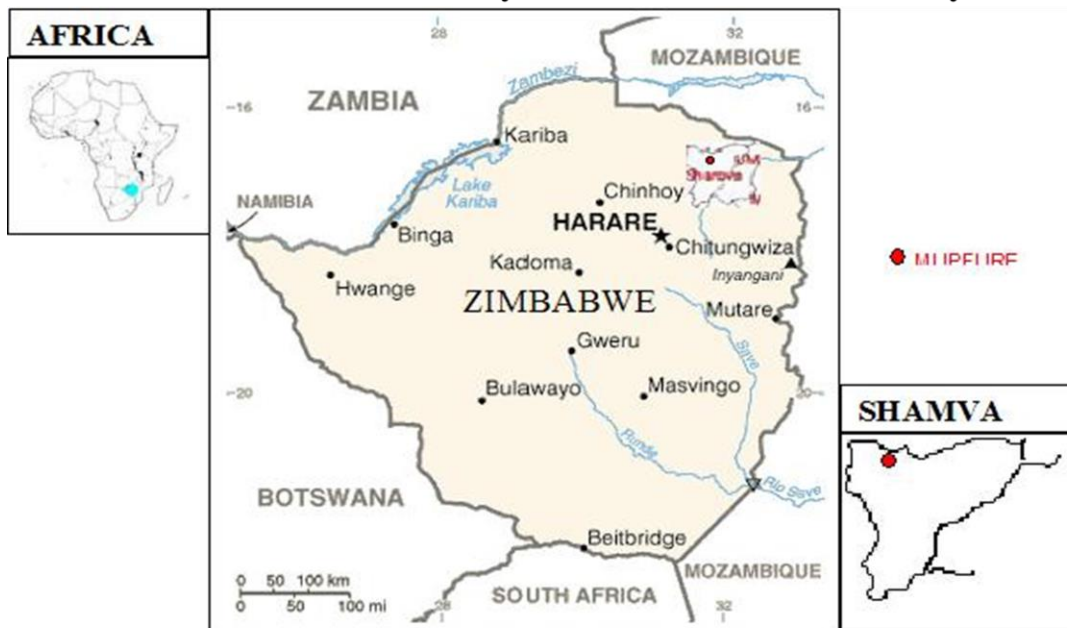 AFRICA
28
32
MOZAMBIQUE
Zambezi
ZAMBIA
16
16
Kariba
Shamva
Lake
Kariba
Chinhoy
NAMIBIA
HARARE
Binga
Chitungwiza
Kadoma
Inyangani
Hwange
ZIMBABWE
Mutare
Gweru
Save
20
Bulawayo
Masvingo
20
SHAMVA
Runde
BOTSWANA
Rio Save
Beitbridge
0 50 100 km
0 50 100 mi
MOZAMBIQUE
SOUTH AFRICA
28
32